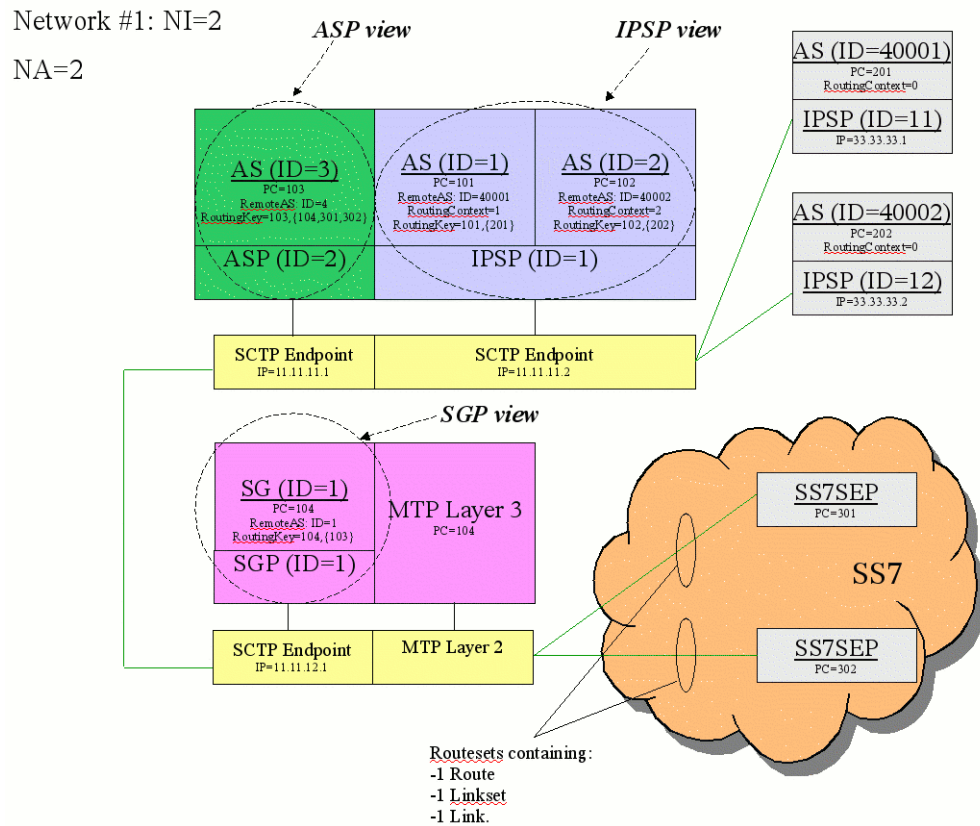 Network #1: NI=2
NA=2
ASP view
IPSP view
AS (ID=3)
PC=103
RemoteAS: ID=4
RoutingKey=103,{104,301,302}
ASP (ID=2)
AS (ID=1)
PC=101
RemoteAS: ID=40001
RoutingContext=1
RoutingKey=101,{201}
AS (ID=2)
PC=102
RemoteAS: ID=40002
RoutingContext=2
RoutingKey=102,{202}
IPSP (ID=1)
AS (ID=40001)
PC=201
RoutingContext=0
IPSP (ID=11)
IP=33.33.33.1
AS (ID=40002)
PC=202
RoutingContext=0
IPSP (ID=12)
IP=33.33.33.2
SCTP Endpoint
IP=11.11.11.1
SCTP Endpoint
IP=11.11.11.2
SGP view
SG (ID=1)
PC=104
RemoteAS: ID=1
RoutingKey=104,{103}
SGP (ID=1)
MTP Layer 3
PC=104
SCTP Endpoint
IP=11.11.12.1
MTP Layer 2
SS7SEP
PC=301
SS7
SS7SEP
PC=302
Routesets containing:
-1 Route
-1 Linkset
-1 Link.